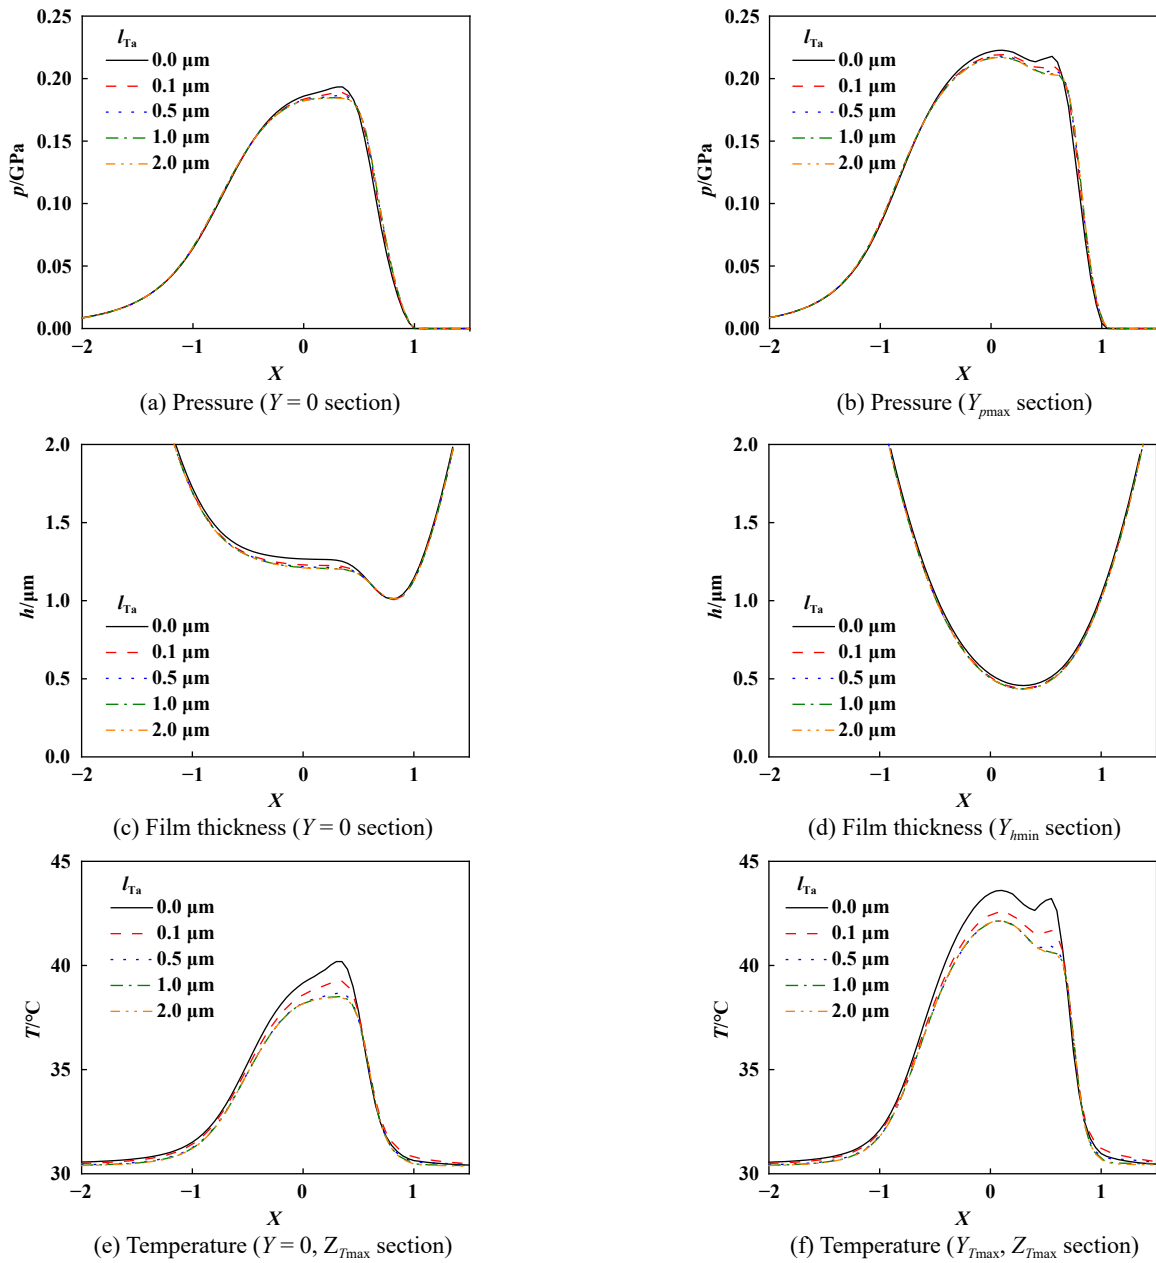 0.25
0.20
0.15
0.10
0.05
0.00
p/GPa
l_Ta
0.0 μm
0.1 μm
0.5 μm
1.0 μm
2.0 μm
−2 −1 0 1
X
(a) Pressure (Y = 0 section)
0.25
0.20
0.15
0.10
0.05
0.00
p/GPa
l_Ta
0.0 μm
0.1 μm
0.5 μm
1.0 μm
2.0 μm
−2 −1 0 1
X
(b) Pressure (Y_pmax section)
2.0
1.5
1.0
0.5
0.0
h/μm
l_Ta
0.0 μm
0.1 μm
0.5 μm
1.0 μm
2.0 μm
−2 −1 0 1
X
(c) Film thickness (Y = 0 section)
2.0
1.5
1.0
0.5
0.0
h/μm
l_Ta
0.0 μm
0.1 μm
0.5 μm
1.0 μm
2.0 μm
−2 −1 0 1
X
(d) Film thickness (Y_hmin section)
45
40
35
30
T/°C
l_Ta
0.0 μm
0.1 μm
0.5 μm
1.0 μm
2.0 μm
−2 −1 0 1
X
(e) Temperature (Y = 0, Z_Tmax section)
45
40
35
30
T/°C
l_Ta
0.0 μm
0.1 μm
0.5 μm
1.0 μm
2.0 μm
−2 −1 0 1
X
(f) Temperature (Y_Tmax, Z_Tmax section)